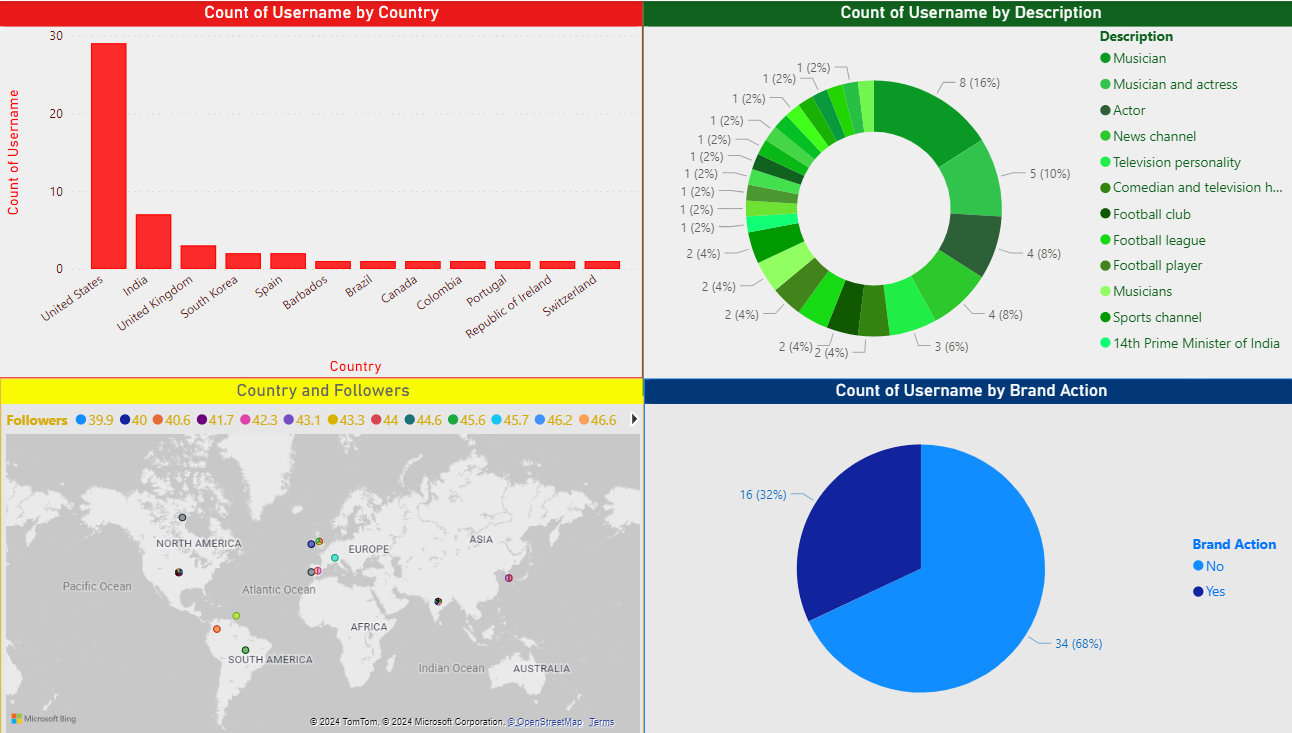 Count of Username by Country
Count of Username
30
20
10
0
United States
India
United Kingdom
South Korea
Spain
Barbados
Brazil
Canada
Colombia
Portugal
Republic of Ireland
Switzerland
Country
Count of Username by Description
8 (16%)
5 (10%)
4 (8%)
4 (8%)
3 (6%)
2 (4%)
2 (4%)
2 (4%)
2 (4%)
2 (4%)
1 (2%)
1 (2%)
1 (2%)
1 (2%)
1 (2%)
1 (2%)
1 (2%)
1 (2%)
1 (2%)
1 (2%)
Description
Musician
Musician and actress
Actor
News channel
Television personality
Comedian and television h...
Football club
Football league
Football player
Musicians
Sports channel
14th Prime Minister of India
Country and Followers
Followers 39.9 40 40.6 41.7 42.3 43.1 43.3 44 44.6 45.6 45.7 46.2 46.6
NORTH AMERICA
EUROPE
ASIA
Pacific Ocean
Atlantic Ocean
AFRICA
SOUTH AMERICA
Indian Ocean
AUSTRALIA
Microsoft Bing
© 2024 TomTom, © 2024 Microsoft Corporation, © OpenStreetMap Terms
Count of Username by Brand Action
16 (32%)
34 (68%)
Brand Action
No
Yes